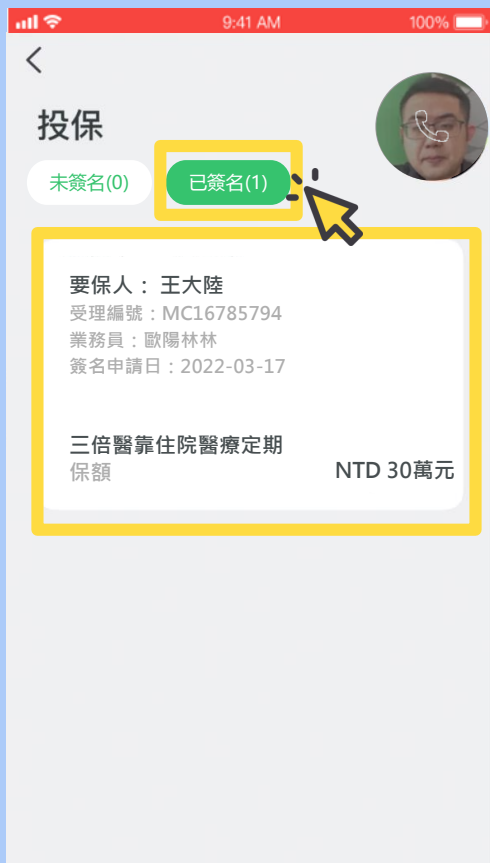 9:41 AM
100%
投保
未簽名(0)
已簽名(1)
要保人： 王大陸
受理編號：MC16785794
業務員：歐陽林林
簽名申請日：2022-03-17
三倍醫靠住院醫療定期
保額
NTD 30萬元